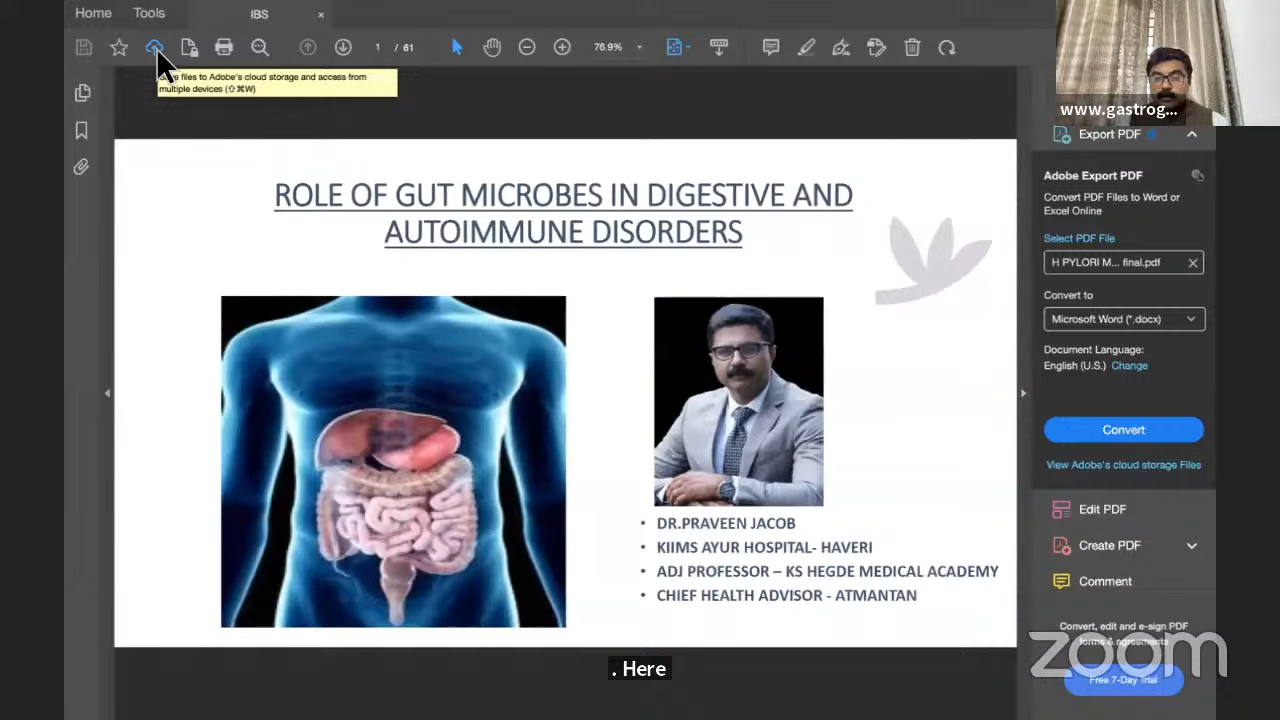 Home Tools IBS ×
1 / 61 76.9%
files to Adobe's cloud storage and access from
multiple devices (⇧⌘W)
www.gastrog...
Export PDF
Adobe Export PDF
Convert PDF Files to Word or
Excel Online
Select PDF File
H PYLORI M... final.pdf
Convert to
Microsoft Word (*.docx)
Document Language:
English (U.S.) Change
Convert
View Adobe's cloud storage Files
Edit PDF
Create PDF
Comment
Convert, edit and e-sign PDF
forms & agreements
Free 7-Day Trial
zoom
ROLE OF GUT MICROBES IN DIGESTIVE AND
AUTOIMMUNE DISORDERS
• DR.PRAVEEN JACOB
• KIIMS AYUR HOSPITAL- HAVERI
• ADJ PROFESSOR – KS HEGDE MEDICAL ACADEMY
• CHIEF HEALTH ADVISOR - ATMANTAN
. Here